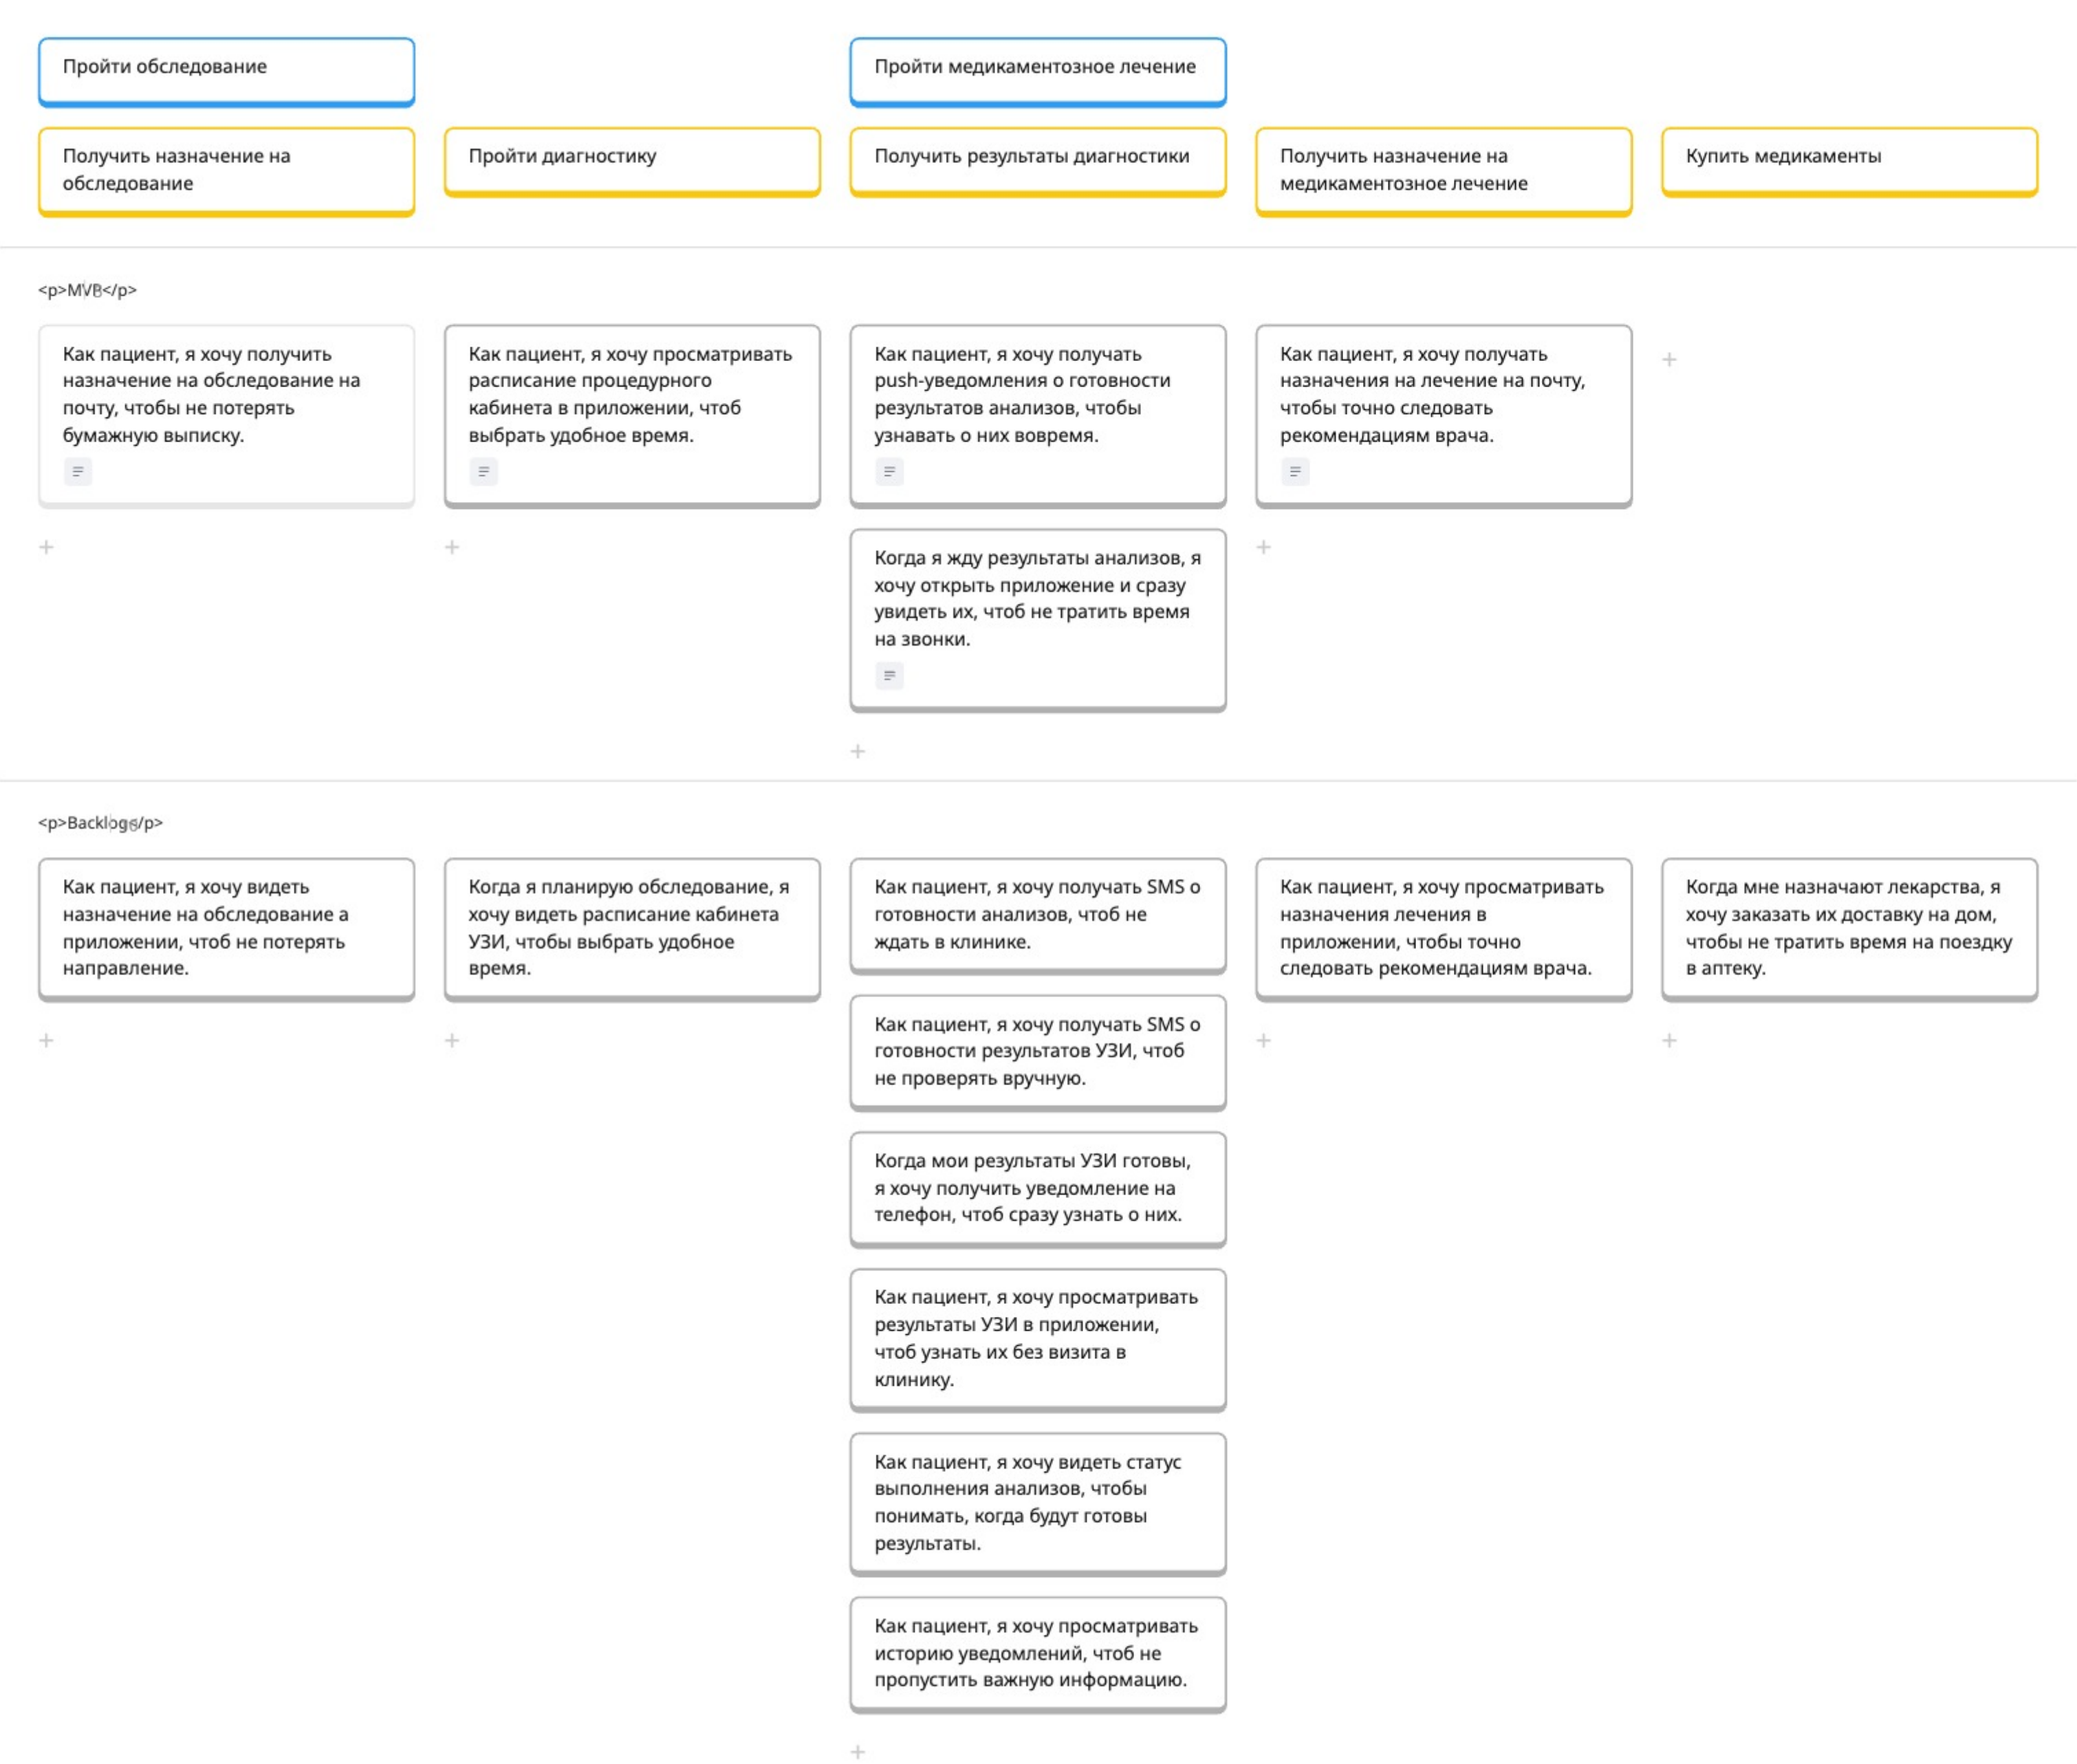 Пройти обследование
Пройти медикаментозное лечение
Получить назначение на
обследование
Пройти диагностику
Получить результаты диагностики
Получить назначение на
медикаментозное лечение
Купить медикаменты
<p>MVB</p>
Как пациент, я хочу получить
назначение на обследование на
почту, чтобы не потерять
бумажную выписку.
Как пациент, я хочу просматривать
расписание процедурного
кабинета в приложении, чтоб
выбрать удобное время.
Как пациент, я хочу получать
push-уведомления о готовности
результатов анализов, чтобы
узнавать о них вовремя.
Когда я жду результаты анализов, я
хочу открыть приложение и сразу
увидеть их, чтоб не тратить время
на звонки.
Как пациент, я хочу получать
назначения на лечение на почту,
чтобы точно следовать
рекомендациям врача.
<p>Backlog</p>
Как пациент, я хочу видеть
назначение на обследование а
приложении, чтоб не потерять
направление.
Когда я планирую обследование, я
хочу видеть расписание кабинета
УЗИ, чтобы выбрать удобное
время.
Как пациент, я хочу получать SMS о
готовности анализов, чтоб не
ждать в клинике.
Как пациент, я хочу получать SMS о
готовности результатов УЗИ, чтоб
не проверять вручную.
Когда мои результаты УЗИ готовы,
я хочу получить уведомление на
телефон, чтоб сразу узнать о них.
Как пациент, я хочу просматривать
результаты УЗИ в приложении,
чтоб узнать их без визита в
клинику.
Как пациент, я хочу видеть статус
выполнения анализов, чтобы
понимать, когда будут готовы
результаты.
Как пациент, я хочу просматривать
историю уведомлений, чтоб не
пропустить важную информацию.
Как пациент, я хочу просматривать
назначения лечения в
приложении, чтобы точно
следовать рекомендациям врача.
Когда мне назначают лекарства, я
хочу заказать их доставку на дом,
чтобы не тратить время на поездку
в аптеку.